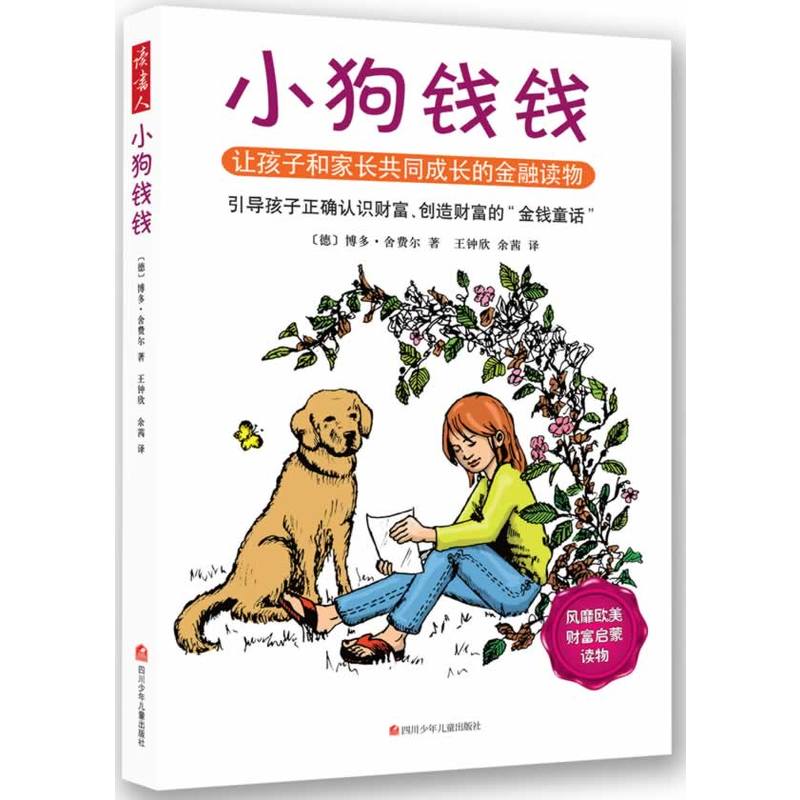 小狗钱钱
让孩子和家长共同成长的金融读物
引导孩子正确认识财富、创造财富的“金钱童话”
〔德〕博多·舍费尔 著 王钟欣 余茜 译
风靡欧美
财富启蒙
读物
四川少年儿童出版社
读书人
小狗钱钱
〔德〕博多·舍费尔 著 王钟欣 余茜 译
四川少年儿童出版社